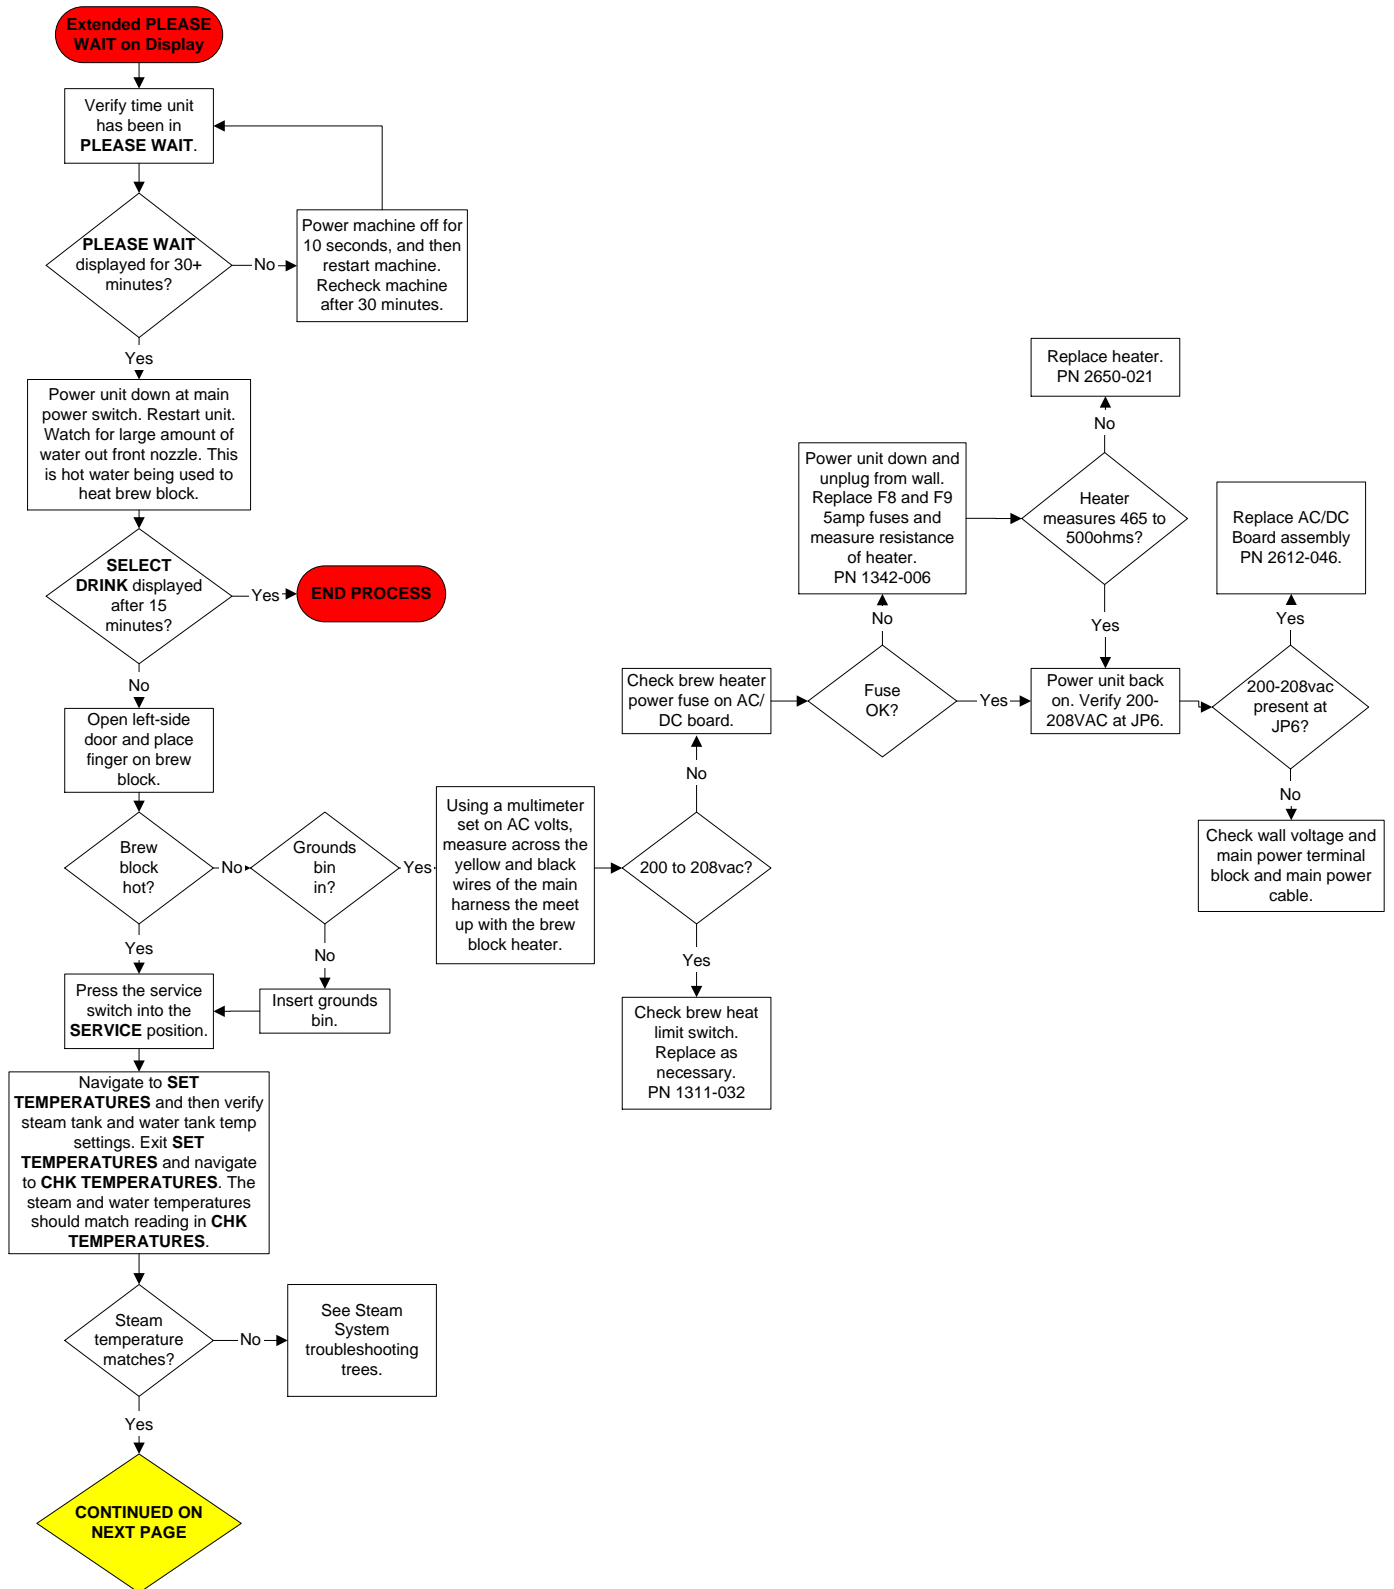 Extended PLEASE
WAIT on Display
Verify time unit
has been in
PLEASE WAIT.
PLEASE WAIT
displayed for 30+
minutes?
No
Power machine off for
10 seconds, and then
restart machine.
Recheck machine
after 30 minutes.
Yes
Power unit down at main
power switch. Restart unit.
Watch for large amount of
water out front nozzle. This
is hot water being used to
heat brew block.
SELECT
DRINK displayed
after 15
minutes?
Yes
END PROCESS
No
Open left-side
door and place
finger on brew
block.
Brew
block
hot?
No
Grounds
bin
in?
Yes
Using a multimeter
set on AC volts,
measure across the
yellow and black
wires of the main
harness the meet
up with the brew
block heater.
200 to 208vac?
No
Check brew heater
power fuse on AC/
DC board.
Fuse
OK?
No
Power unit down and
unplug from wall.
Replace F8 and F9
5amp fuses and
measure resistance
of heater.
PN 1342-006
Heater
measures 465 to
500ohms?
No
Replace heater.
PN 2650-021
Yes
Yes
Power unit back
on. Verify 200-
208VAC at JP6.
200-208vac
present at
JP6?
Yes
Replace AC/DC
Board assembly
PN 2612-046.
No
Check wall voltage and
main power terminal
block and main power
cable.
Yes
Check brew heat
limit switch.
Replace as
necessary.
PN 1311-032
No
Insert grounds
bin.
Yes
Press the service
switch into the
SERVICE position.
Navigate to SET
TEMPERATURES and then verify
steam tank and water tank temp
settings. Exit SET
TEMPERATURES and navigate
to CHK TEMPERATURES. The
steam and water temperatures
should match reading in CHK
TEMPERATURES.
Steam
temperature
matches?
No
See Steam
System
troubleshooting
trees.
Yes
CONTINUED ON
NEXT PAGE